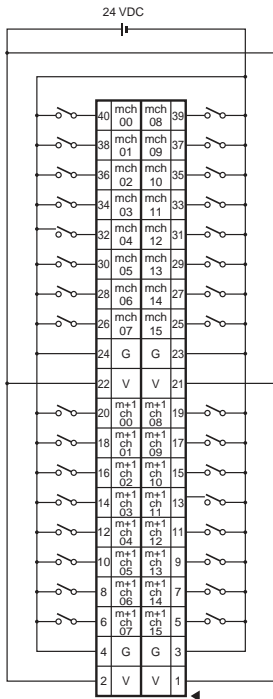 24 VDC
40 mch 00 mch 08 39
38 mch 01 mch 09 37
36 mch 02 mch 10 35
34 mch 03 mch 11 33
32 mch 04 mch 12 31
30 mch 05 mch 13 29
28 mch 06 mch 14 27
26 mch 07 mch 15 25
24 G G 23
22 V V 21
20 m+1 ch 00 m+1 ch 08 19
18 m+1 ch 01 m+1 ch 09 17
16 m+1 ch 02 m+1 ch 10 15
14 m+1 ch 03 m+1 ch 11 13
12 m+1 ch 04 m+1 ch 12 11
10 m+1 ch 05 m+1 ch 13 9
8 m+1 ch 06 m+1 ch 14 7
6 m+1 ch 07 m+1 ch 15 5
4 G G 3
2 V V 1